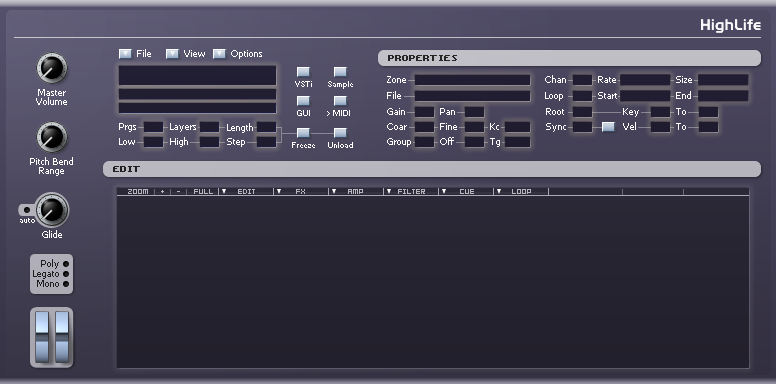 HighLife
File View Options
PROPERTIES
Master
Volume
VSTi Sample
GUI >MIDI
Zone
File
Gain Pan
Coar Fine Kc
Group Off Tg
Chan Rate Size
Loop Start End
Root Key To
Sync Vel To
Prgs Layers Length
Low High Step
Freeze Unload
Pitch Bend
Range
EDIT
ZOOM + - FULL EDIT FX AMP FILTER CUE LOOP
auto
Glide
Poly
Legato
Mono